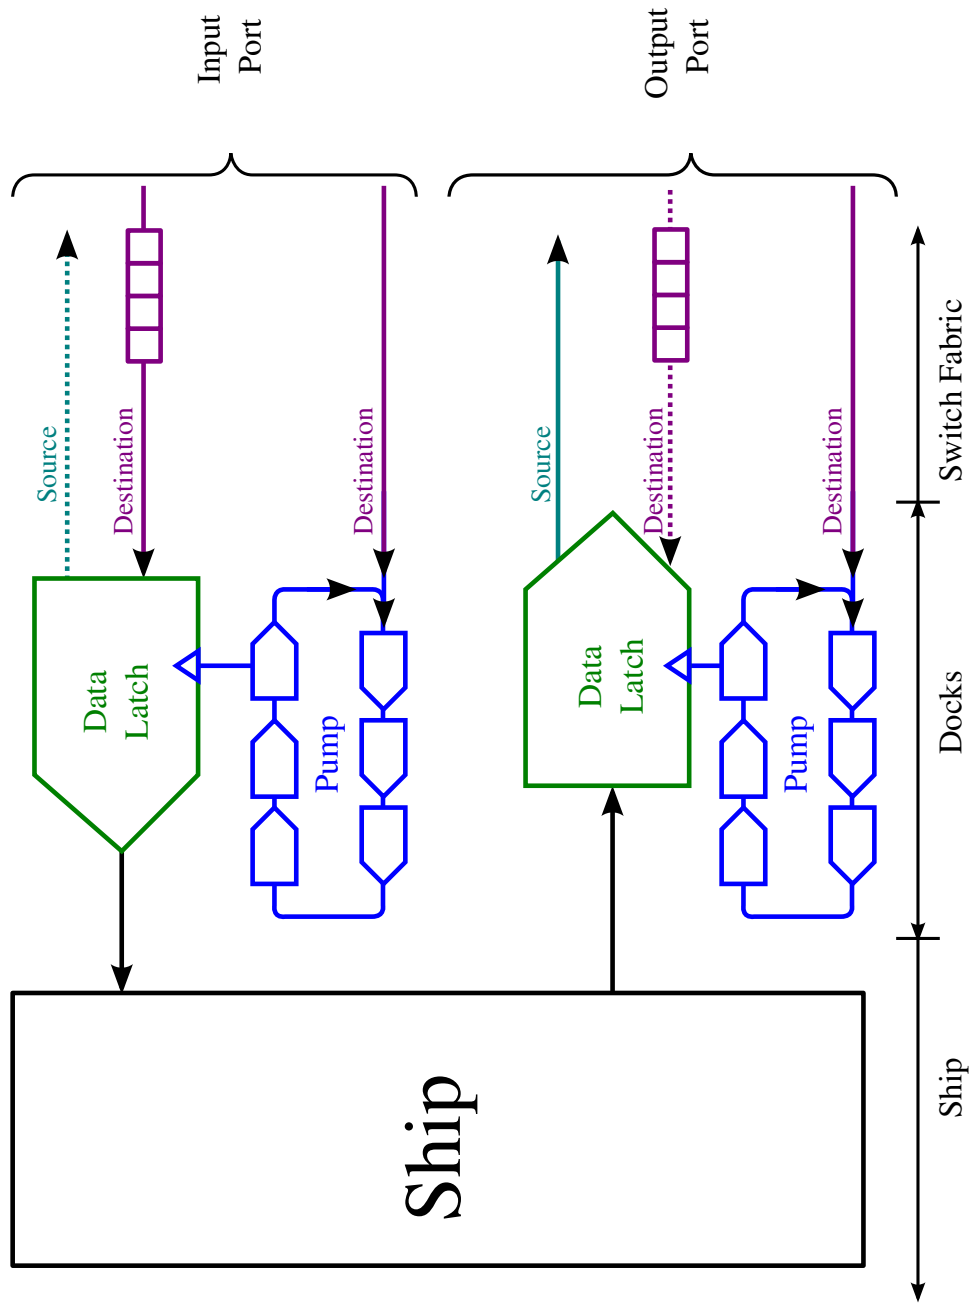 Input
Port
Output
Port
Source
Destination
Destination
Source
Destination
Destination
Data
Latch
Pump
Data
Latch
Pump
Ship
Switch Fabric
Docks
Ship